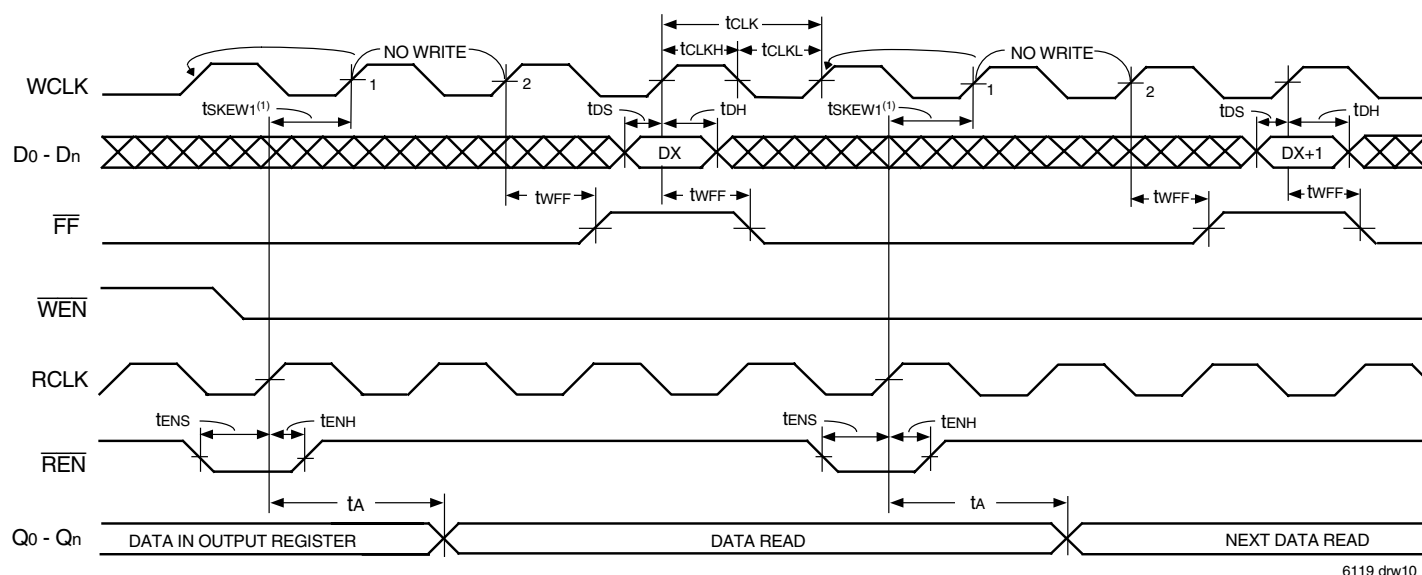 tCLK
NO WRITE
tCLKH
tCLKL
NO WRITE
WCLK
1
2
1
2
tSKEW1(1)
tDS
tDH
tSKEW1(1)
tDS
tDH
D0 - Dn
DX
DX+1
tWFF
tWFF
tWFF
tWFF
FF
WEN
RCLK
tENS
tENH
tENS
tENH
REN
tA
tA
Q0 - Qn
DATA IN OUTPUT REGISTER
DATA READ
NEXT DATA READ
6119 drw10